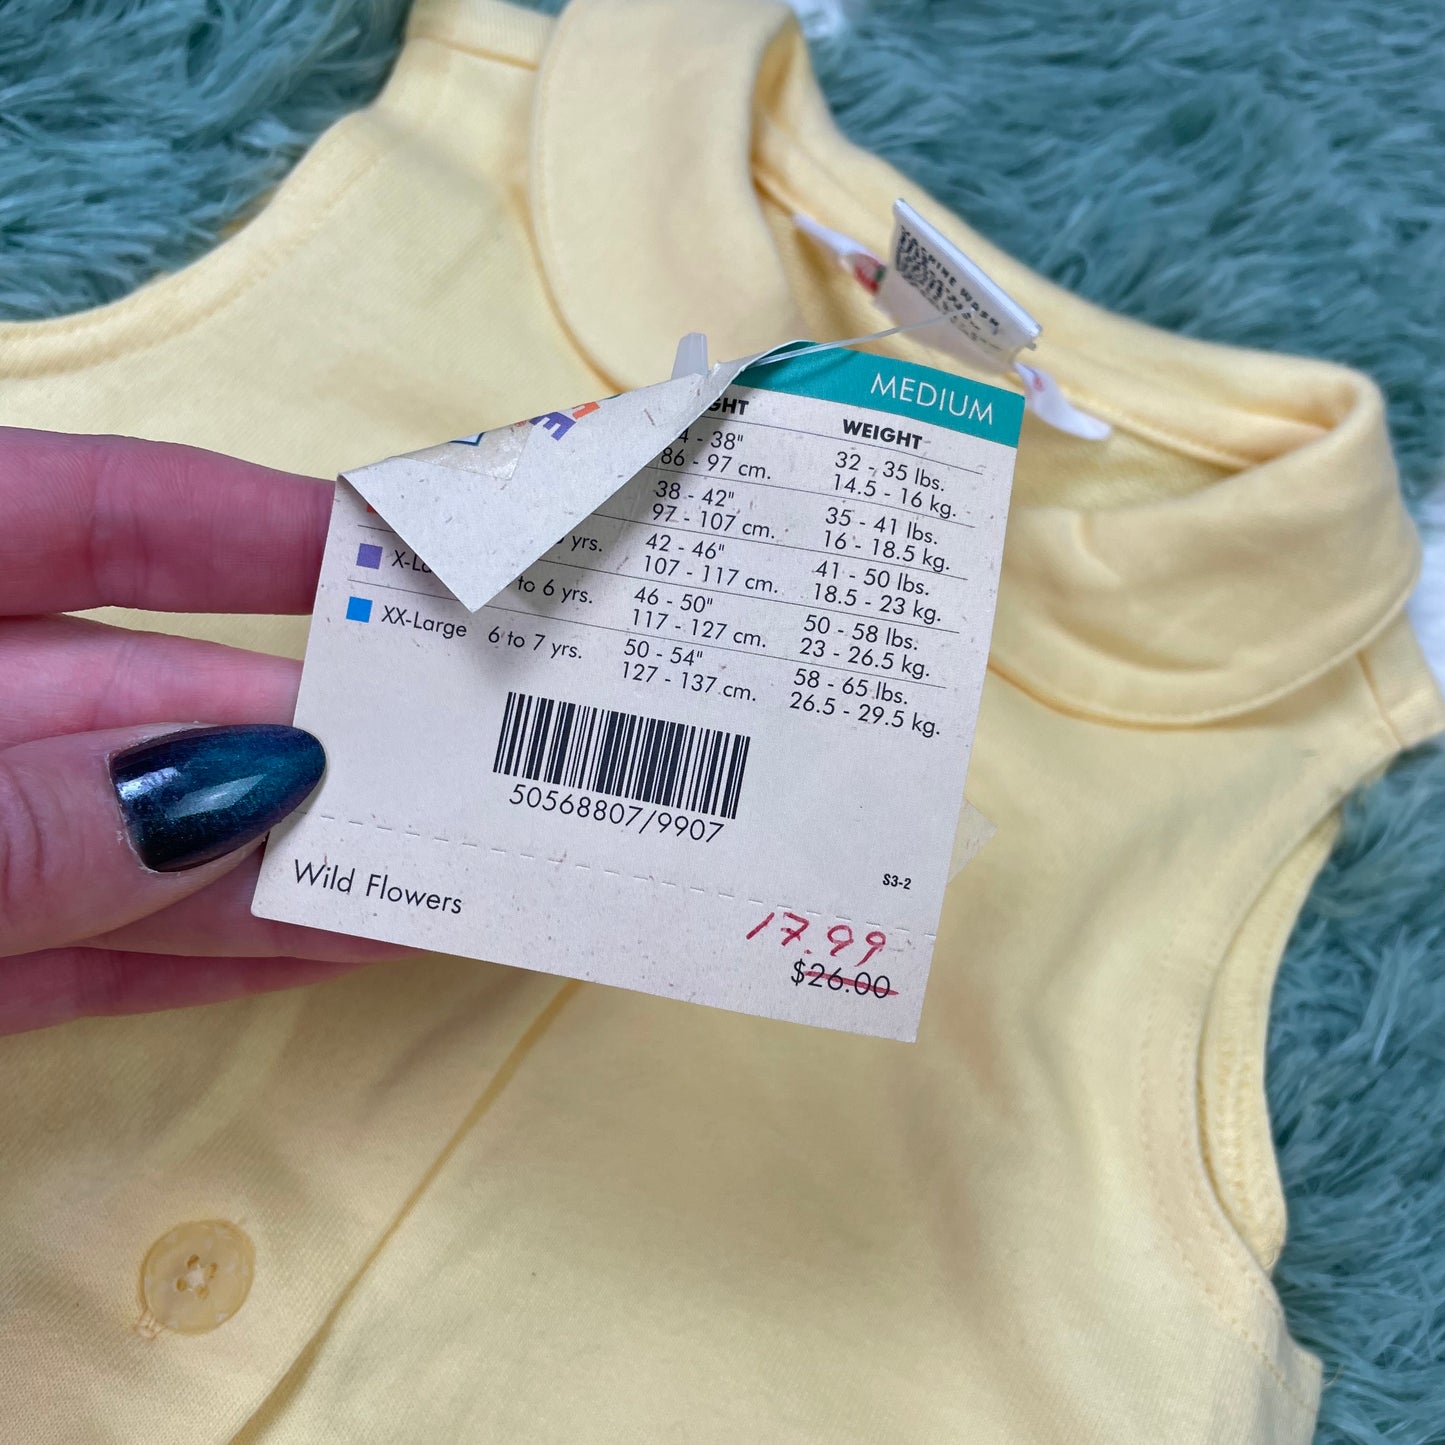 MEDIUM
WEIGHT
- 38" 32 - 35 lbs.
86 - 97 cm. 14.5 - 16 kg.
38 - 42" 35 - 41 lbs.
97 - 107 cm. 16 - 18.5 kg.
yrs. 42 - 46" 41 - 50 lbs.
107 - 117 cm. 18.5 - 23 kg.
to 6 yrs. 46 - 50" 50 - 58 lbs.
117 - 127 cm. 23 - 26.5 kg.
XX-Large 6 to 7 yrs. 50 - 54" 58 - 65 lbs.
127 - 137 cm. 26.5 - 29.5 kg.
50568807/9907
S3-2
Wild Flowers
17.99
$26.00